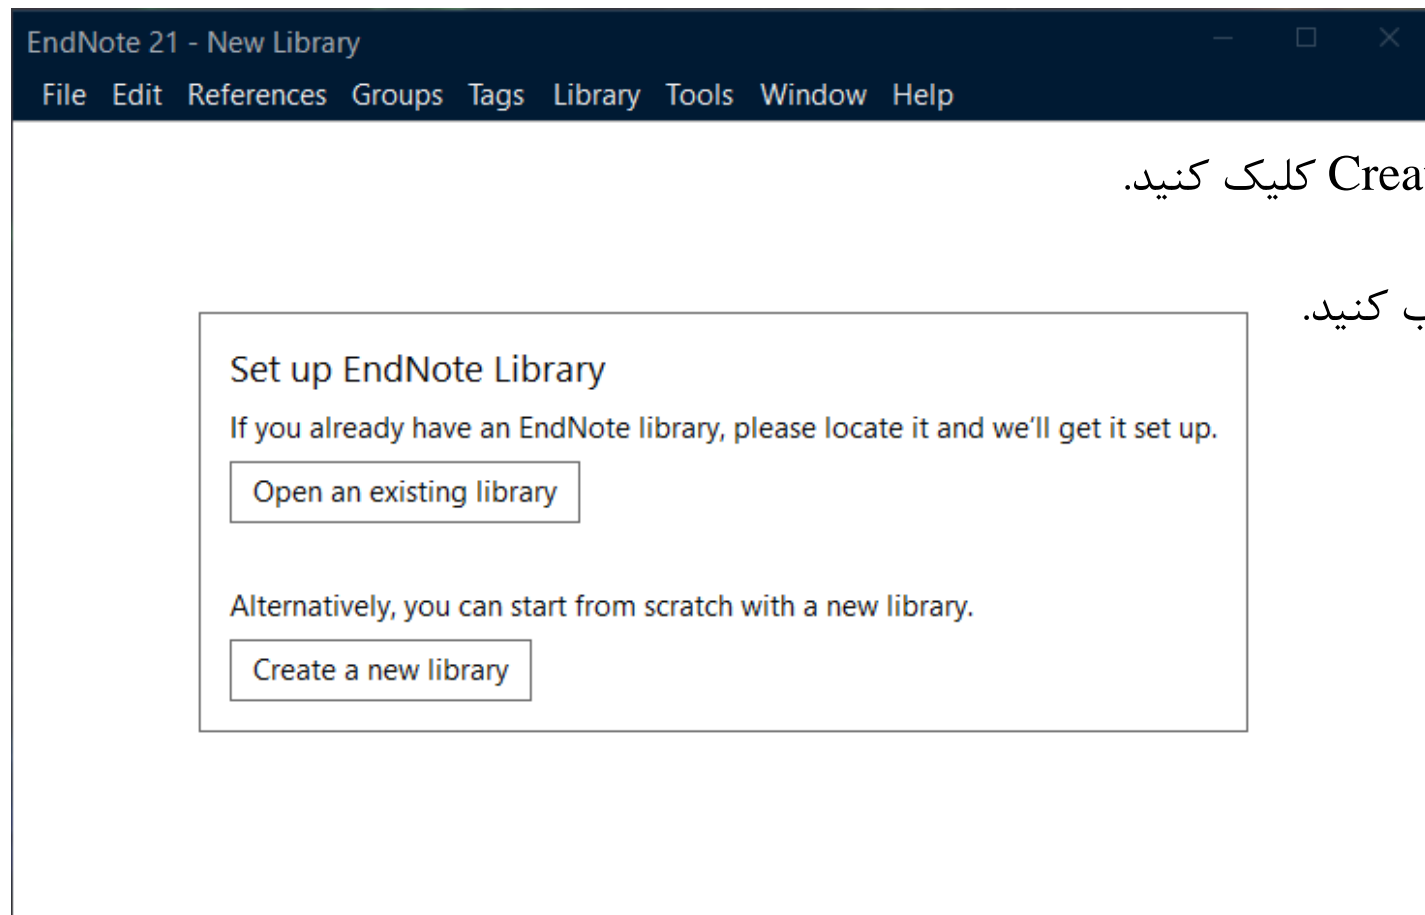 EndNote 21 - New Library
File Edit References Groups Tags Library Tools Window Help
کلیک کنید.
کنید.
Set up EndNote Library
If you already have an EndNote library, please locate it and we’ll get it set up.
Open an existing library
Alternatively, you can start from scratch with a new library.
Create a new library